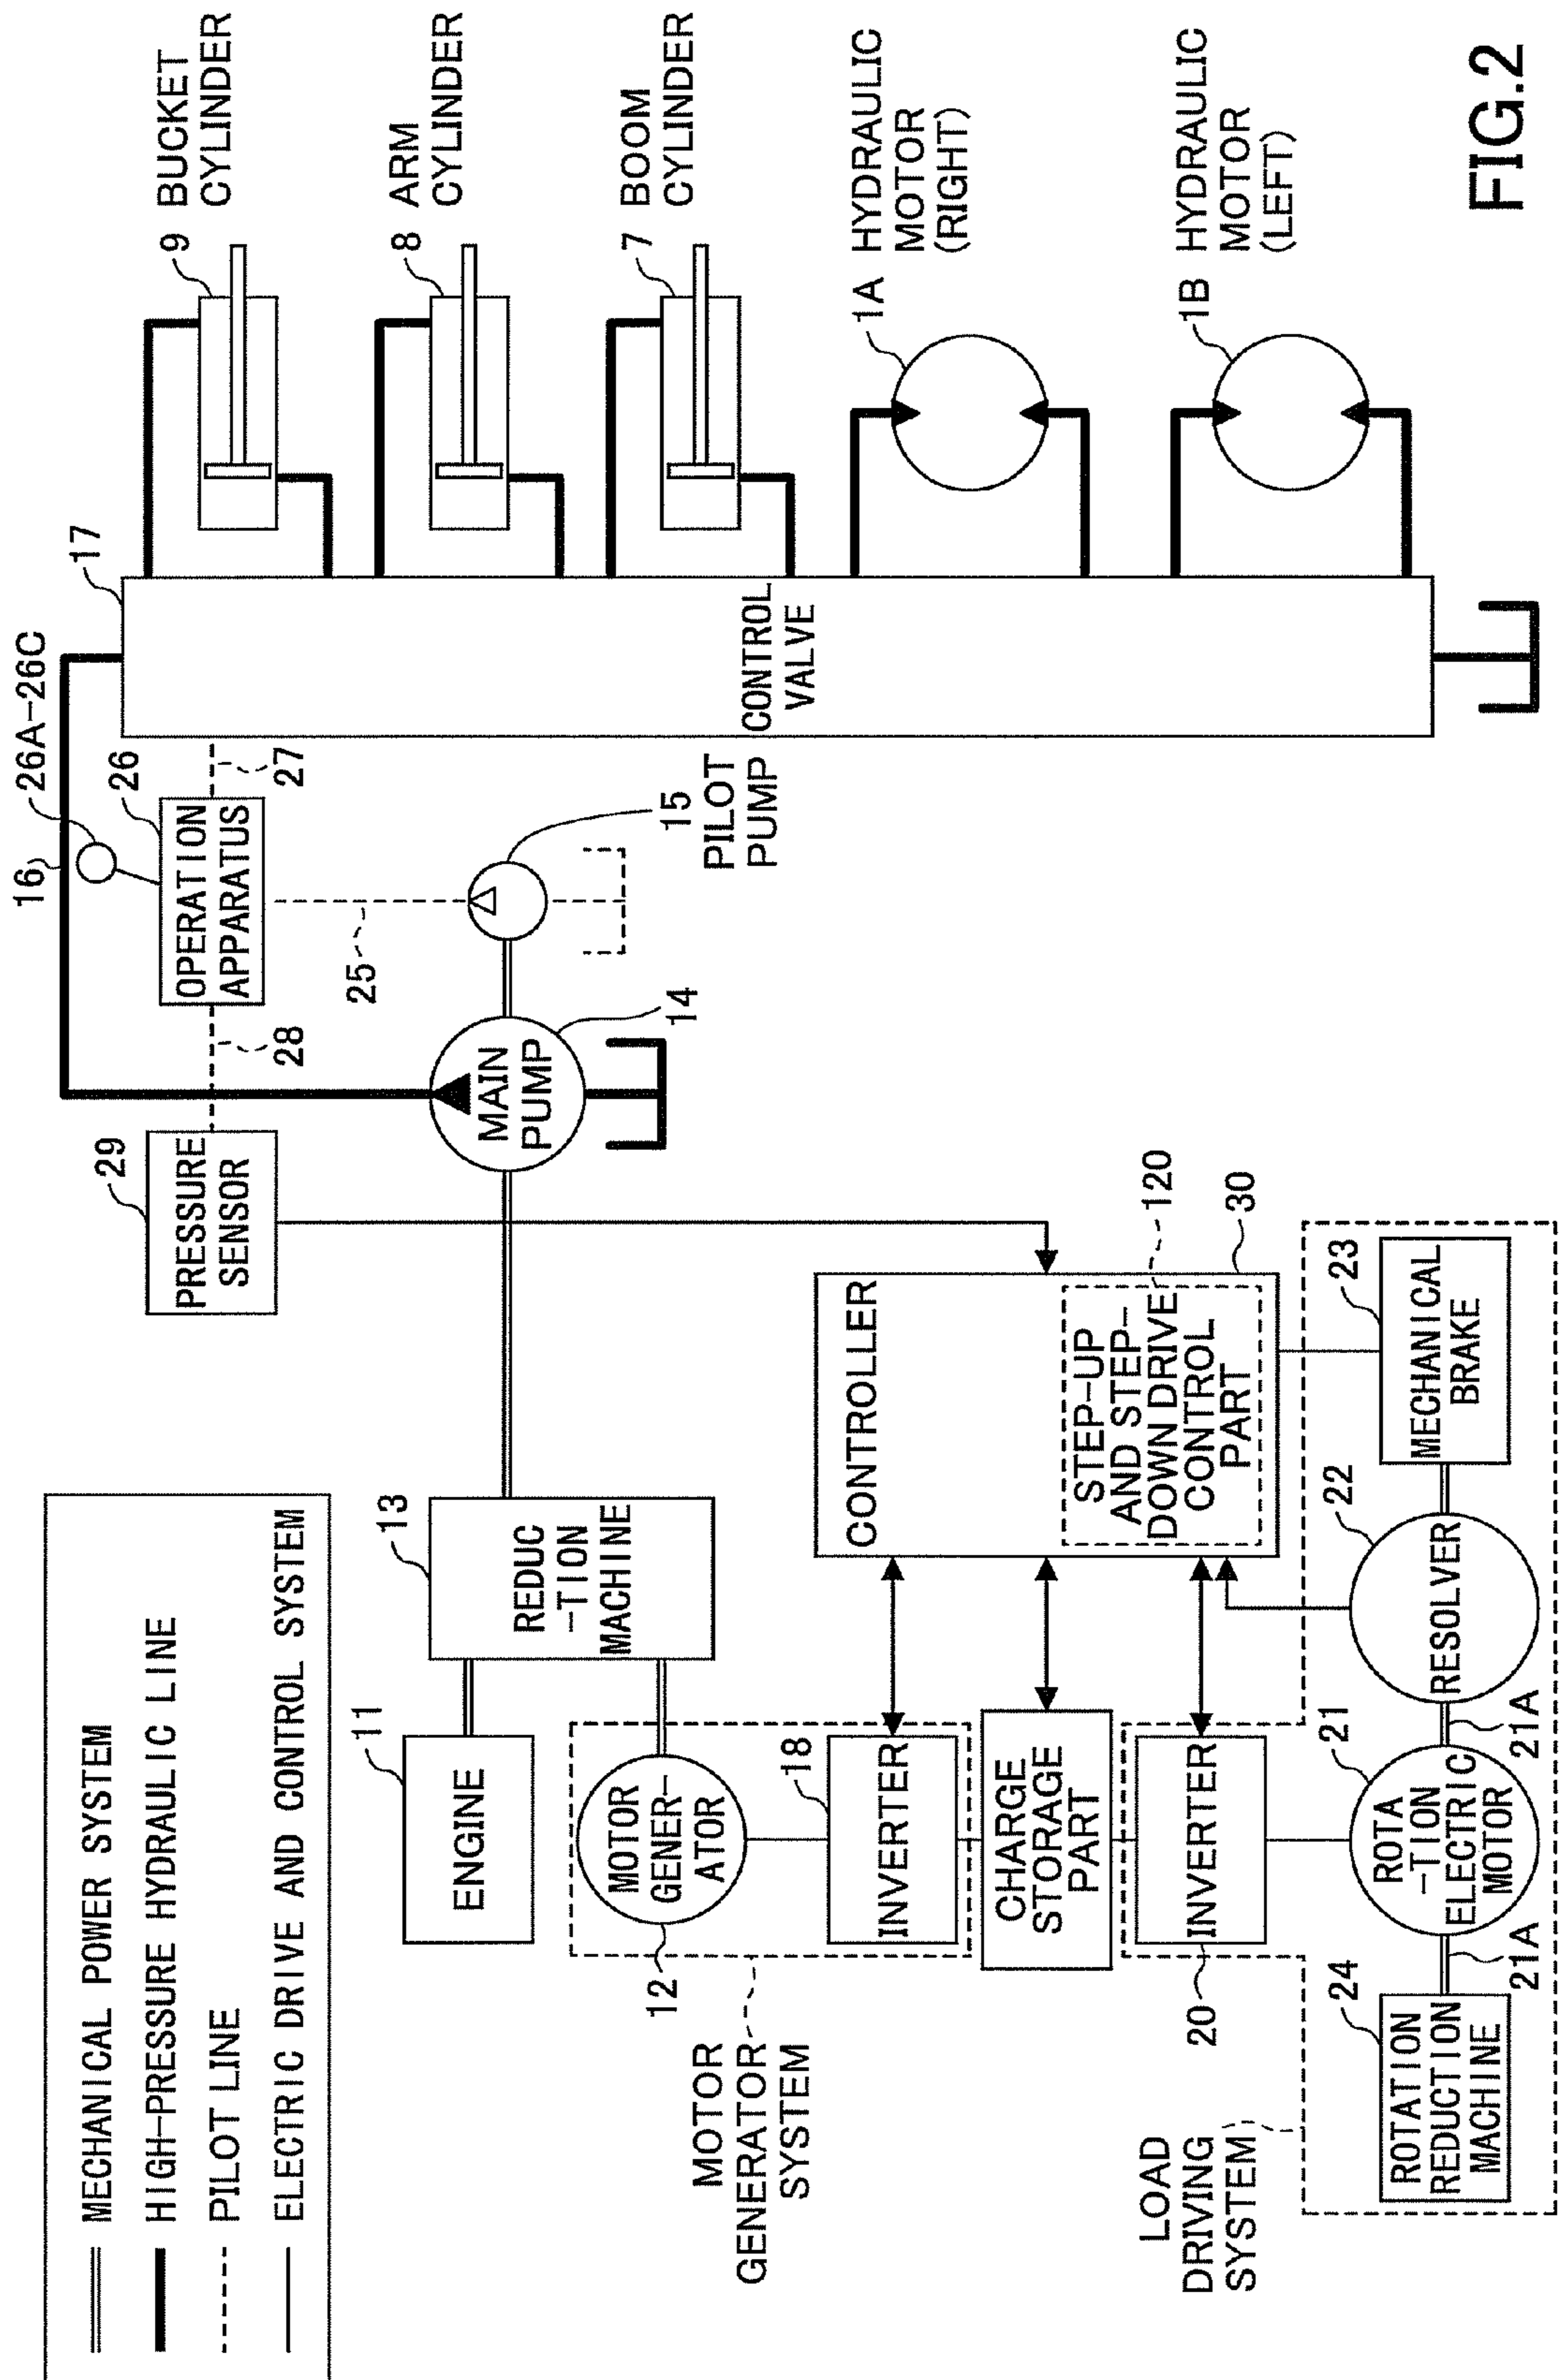 MECHANICAL POWER SYSTEM
HIGH-PRESSURE HYDRAULIC LINE
PILOT LINE
ELECTRIC DRIVE AND CONTROL SYSTEM
11
ENGINE
13
REDUC
-TION
MACHINE
12
MOTOR
GENER-
ATOR
18
INVERTER
MOTOR
GENERATOR
SYSTEM
CHARGE
STORAGE
PART
20
INVERTER
LOAD
DRIVING
SYSTEM
24
ROTATION
REDUCTION
MACHINE
21A
21
ROTA
-TION
ELECTRIC
MOTOR
21A
22
RESOLVER
23
MECHANICAL
BRAKE
CONTROLLER
30
STEP-UP
AND STEP-
DOWN DRIVE
CONTROL
PART
120
29
PRESSURE
SENSOR
28
MAIN
PUMP
14
16
26A-26C
26
OPERATION
APPARATUS
27
25
15
PILOT
PUMP
17
CONTROL
VALVE
9
BUCKET
CYLINDER
8
ARM
CYLINDER
7
BOOM
CYLINDER
1A HYDRAULIC
MOTOR
(RIGHT)
1B HYDRAULIC
MOTOR
(LEFT)
FIG.2